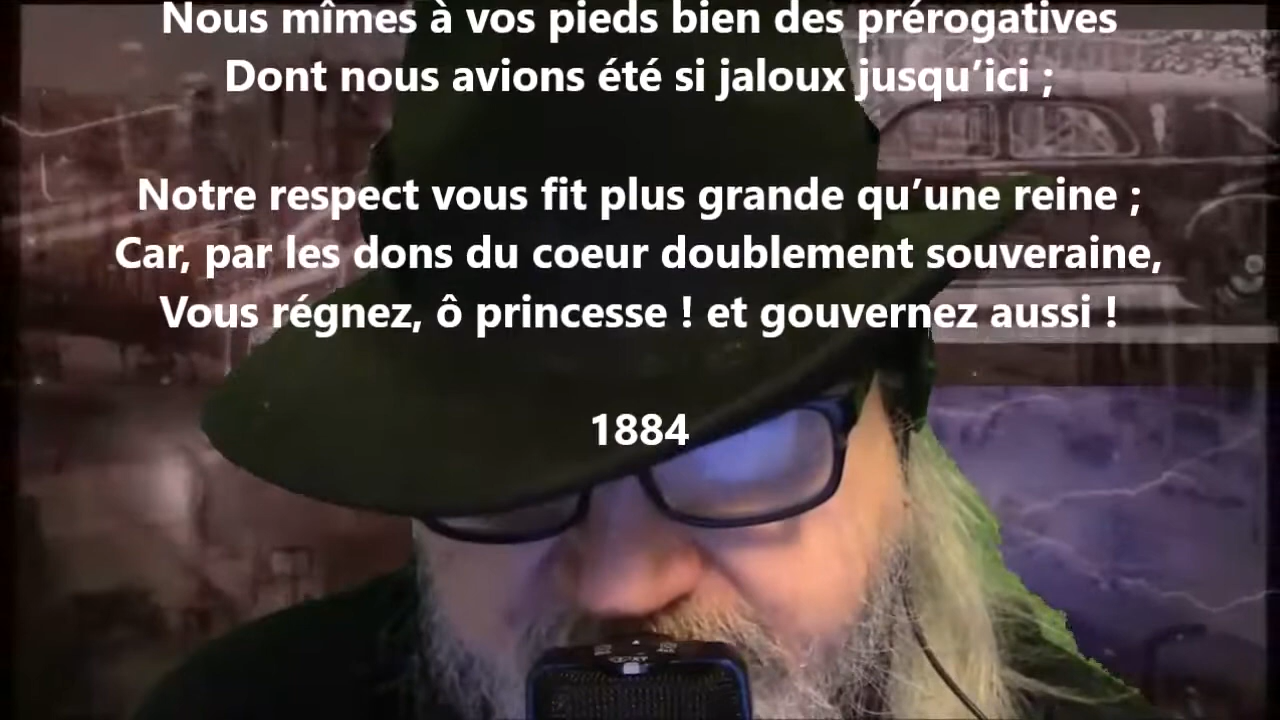 Nous mîmes à vos pieds bien des prérogatives
Dont nous avions été si jaloux jusqu’ici ;
Notre respect vous fit plus grande qu’une reine ;
Car, par les dons du coeur doublement souveraine,
Vous régnez, ô princesse ! et gouvernez aussi !
1884